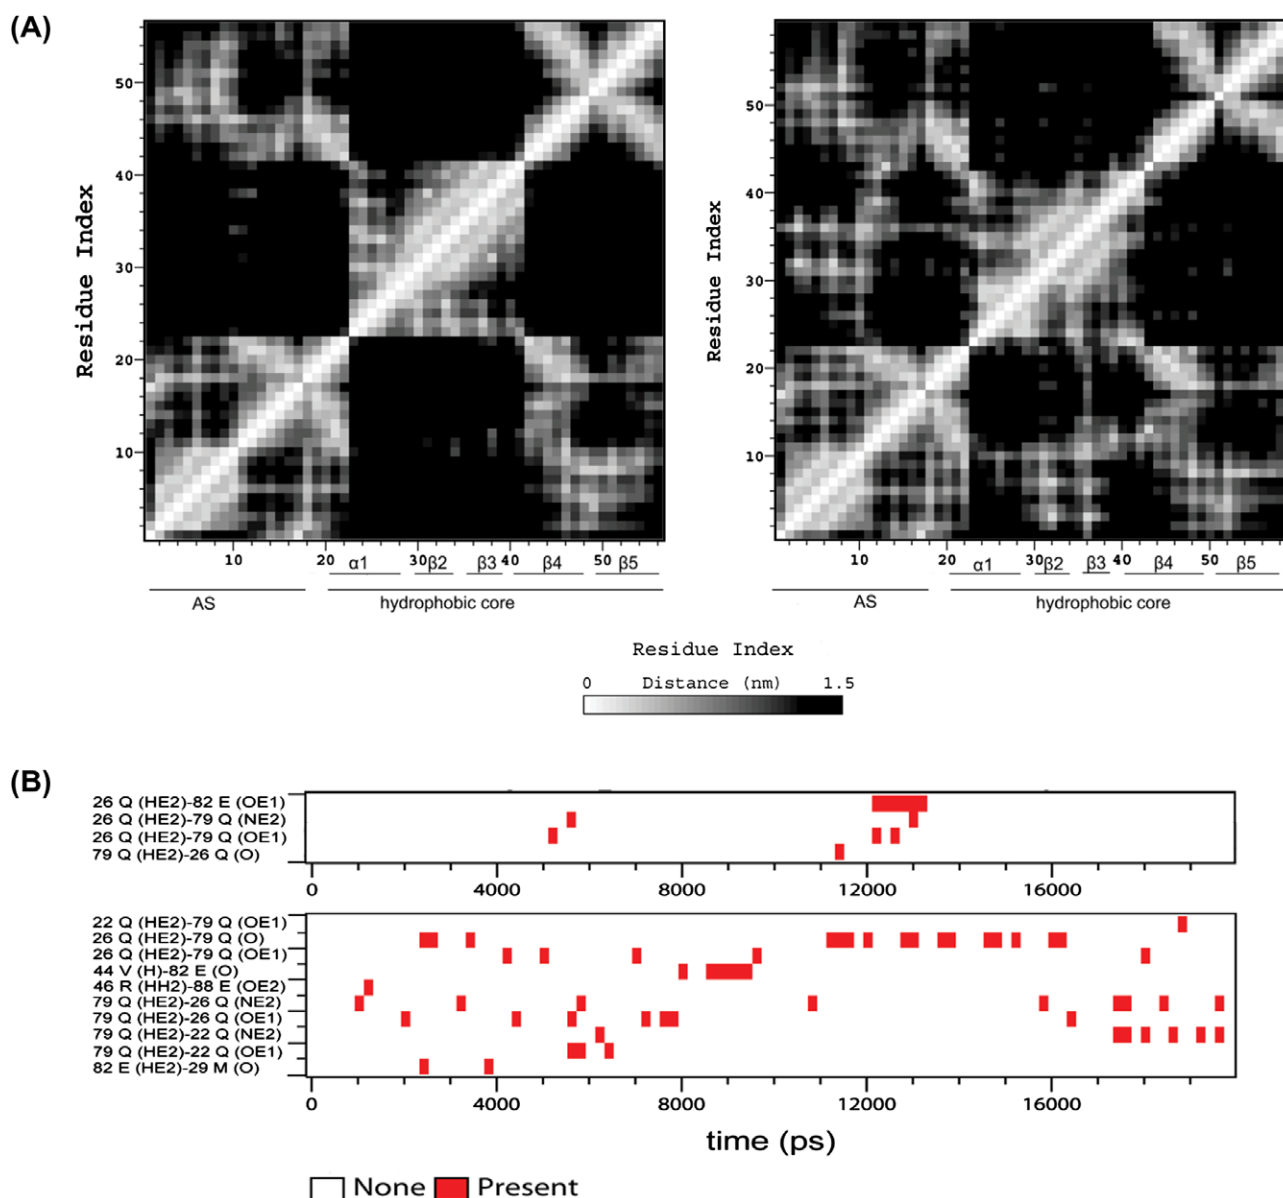 (A)
Residue Index
50
40
30
20
10
10 20 30 40 50
α1 β2 β3 β4 β5
AS hydrophobic core
Residue Index
50
40
30
20
10
10 20 30 40 50
α1 β2 β3 β4 β5
AS hydrophobic core
Residue Index
0 Distance (nm) 1.5
(B)
26 Q (HE2)-82 E (OE1)
26 Q (HE2)-79 Q (NE2)
26 Q (HE2)-79 Q (OE1)
79 Q (HE2)-26 Q (O)
0 4000 8000 12000 16000
22 Q (HE2)-79 Q (OE1)
26 Q (HE2)-79 Q (O)
26 Q (HE2)-79 Q (OE1)
44 V (H)-82 E (O)
46 R (HH2)-88 E (OE2)
79 Q (HE2)-26 Q (NE2)
79 Q (HE2)-26 Q (OE1)
79 Q (HE2)-22 Q (NE2)
79 Q (HE2)-22 Q (OE1)
82 E (HE2)-29 M (O)
0 4000 8000 12000 16000
time (ps)
None Present